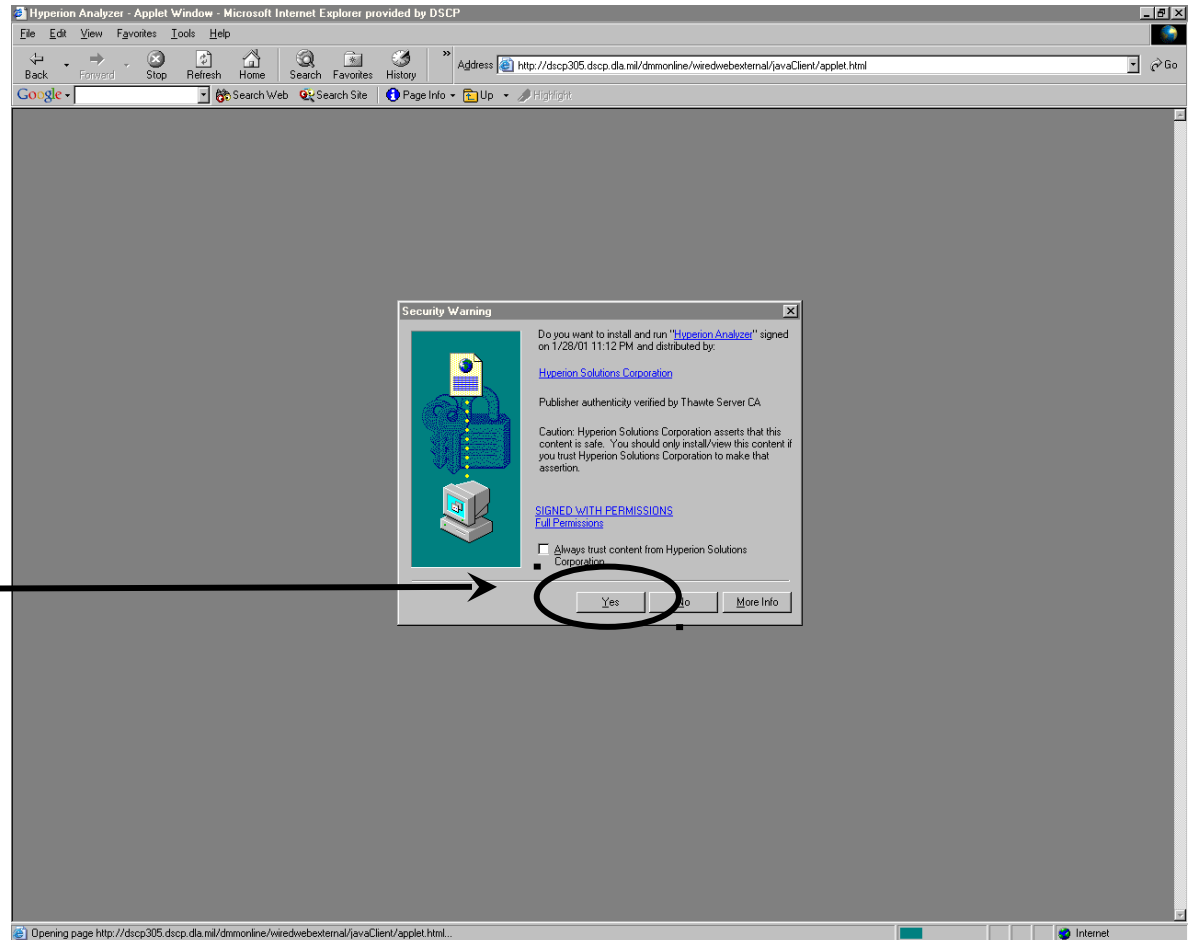 Hyperion Analyzer - Applet Window - Microsoft Internet Explorer provided by DSCP
File Edit View Favorites Tools Help
Back Forward Stop Refresh Home Search Favorites History » Address http://dscp305.dscp.dla.mil/dmmonline/wiredwebexternal/javaClient/applet.html Go
Google Search Web Search Site Page Info Up Highlight
Security Warning
Do you want to install and run "Hyperion Analyzer" signed
on 1/28/01 11:12 PM and distributed by:
Hyperion Solutions Corporation
Publisher authenticity verified by Thawte Server CA
Caution: Hyperion Solutions Corporation asserts that this
content is safe. You should only install/view this content if
you trust Hyperion Solutions Corporation to make that
assertion.
SIGNED WITH PERMISSIONS
Full Permissions
Always trust content from Hyperion Solutions
Corporation
Yes No More Info
Opening page http://dscp305.dscp.dla.mil/dmmonline/wiredwebexternal/javaClient/applet.html... Internet